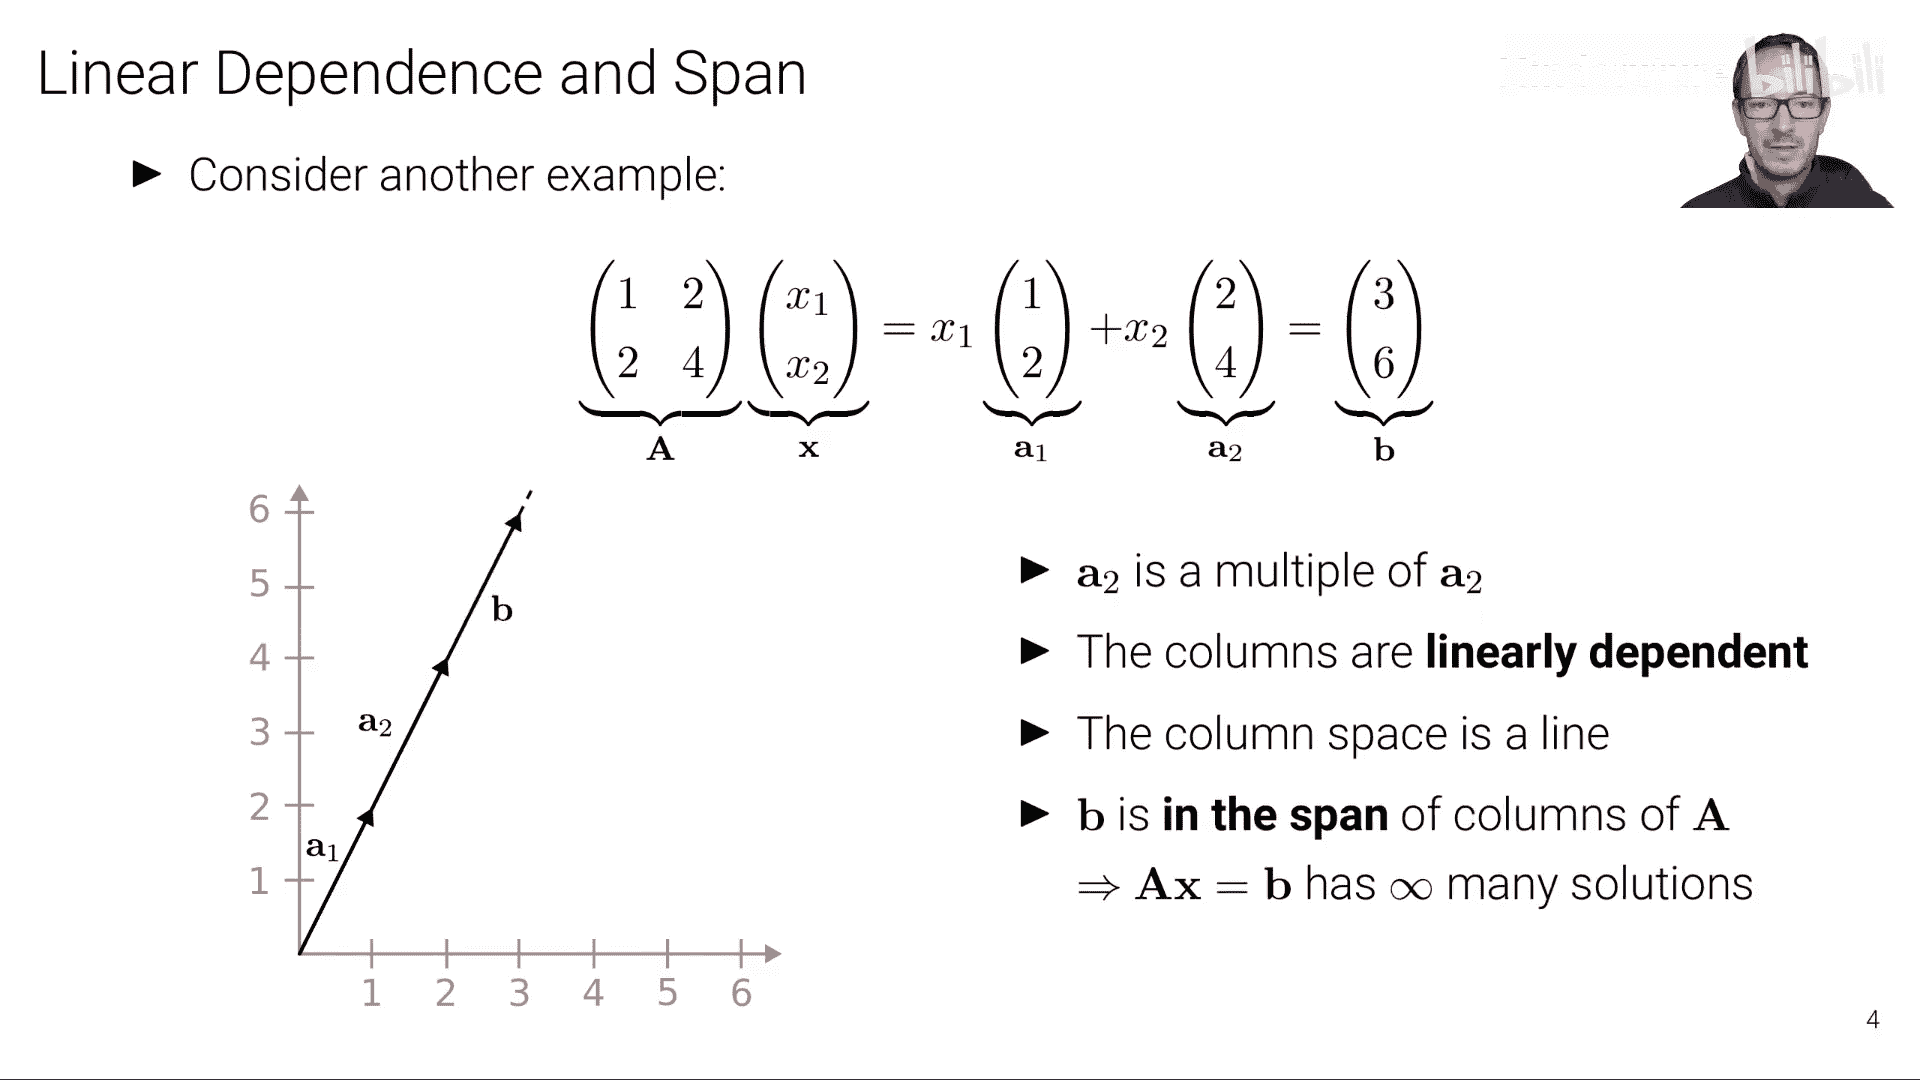 Linear Dependence and Span
bilibili
► Consider another example:
(1 2; 2 4) (x₁; x₂) = x₁ (1; 2) + x₂ (2; 4) = (3; 6)
A x a₁ a₂ b
6
5
4
3
2
1
b
a₂
a₁
1 2 3 4 5 6
► a₂ is a multiple of a₂
► The columns are linearly dependent
► The column space is a line
► b is in the span of columns of A
⇒ Ax = b has ∞ many solutions
4